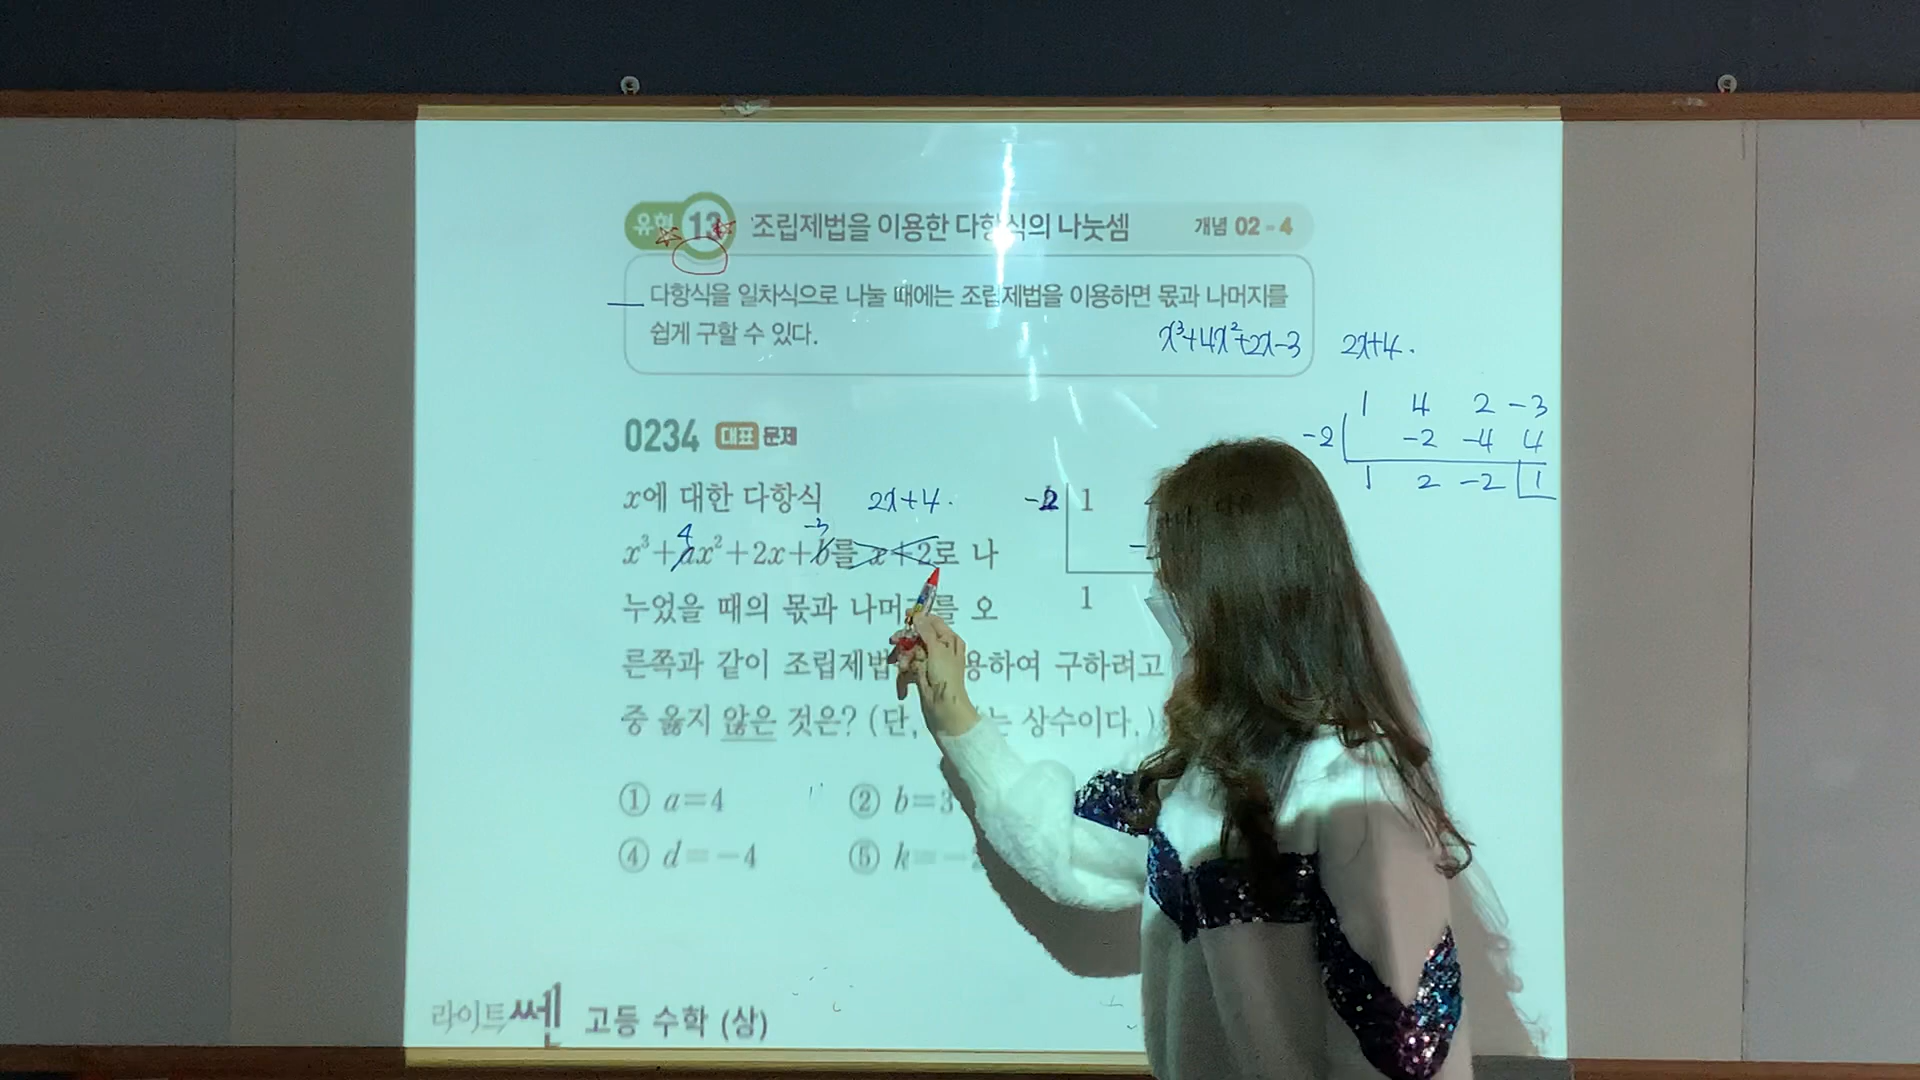 유형 13 조립제법을 이용한 다항식의 나눗셈 개념 02-4
다항식을 일차식으로 나눌 때에는 조립제법을 이용하면 몫과 나머지를
쉽게 구할 수 있다.
x³+4x²+2x-3 2x+4.
1 4 2 -3
-2 -2 -4 4
1 2 -2 1
0234 대표 문제
x에 대한 다항식 2x+4. -2 1
4 -3
x³+ax²+2x+b를 x+2로 나
누었을 때의 몫과 나머 를 오 1
른쪽과 같이 조립제법 용하여 구하려고
중 옳지 않은 것은? (단, 는 상수이다.)
① a=4 ② b=3
④ d=-4 ⑤ k=-
라이트쎈 고등 수학 (상)